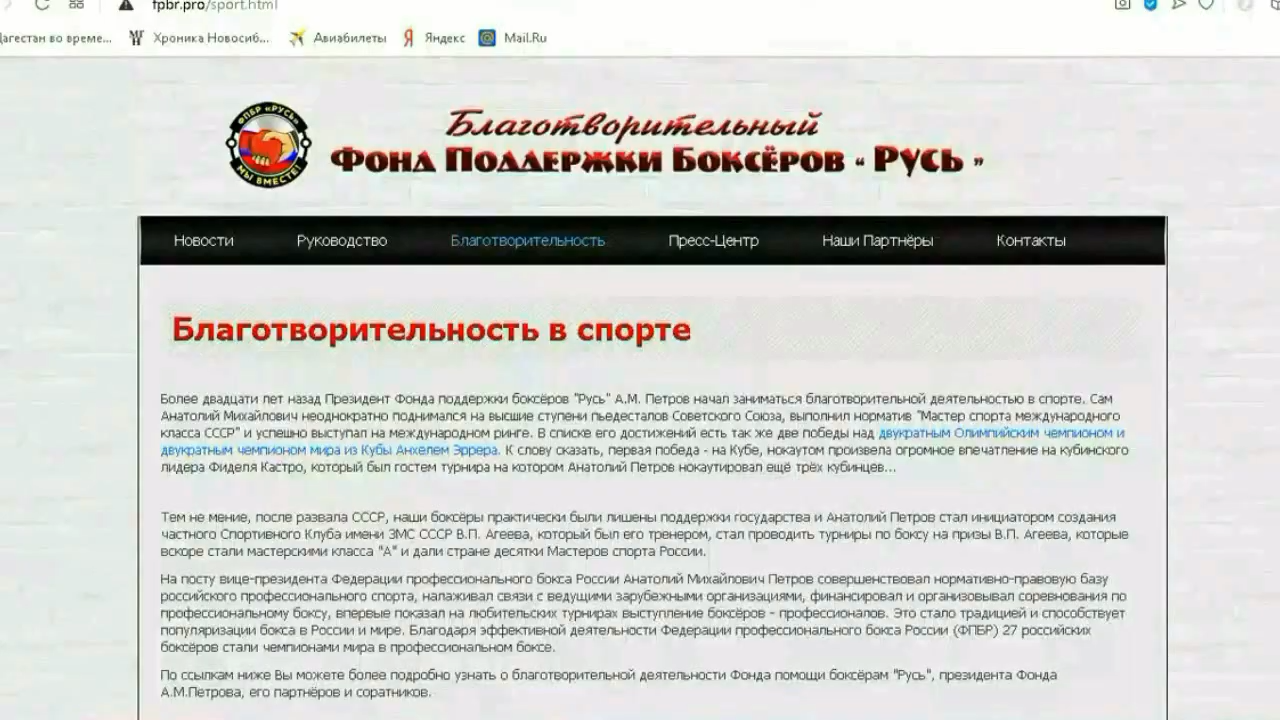 fpbr.pro/sport.html
Дагестан во време... Хроника Новосиб... Авиабилеты Яндекс Mail.Ru
ФПБР «РУСЬ»
МЫ ВМЕСТЕ!
Благотворительный
Фонд Поддержки Боксёров « Русь »
Новости Руководство Благотворительность Пресс-Центр Наши Партнёры Контакты
Благотворительность в спорте
Более двадцати лет назад Президент Фонда поддержки боксёров "Русь" А.М. Петров начал заниматься благотворительной деятельностью в спорте. Сам
Анатолий Михайлович неоднократно поднимался на высшие ступени пьедесталов Советского Союза, выполнил норматив "Мастер спорта международного
класса СССР" и успешно выступал на международном ринге. В списке его достижений есть так же две победы над двукратным Олимпийским чемпионом и
двукратным чемпионом мира из Кубы Анхелем Эррера. К слову сказать, первая победа - на Кубе, нокаутом произвела огромное впечатление на кубинского
лидера Фиделя Кастро, который был гостем турнира на котором Анатолий Петров нокаутировал ещё трёх кубинцев...
Тем не мение, после развала СССР, наши боксёры практически были лишены поддержки государства и Анатолий Петров стал инициатором создания
частного Спортивного Клуба имени ЗМС СССР В.П. Агеева, который был его тренером, стал проводить турниры по боксу на призы В.П. Агеева, которые
вскоре стали мастерскими класса "А" и дали стране десятки Мастеров спорта России.
На посту вице-президента Федерации профессионального бокса России Анатолий Михайлович Петров совершенствовал нормативно-правовую базу
российского профессионального спорта, налаживал связи с ведущими зарубежными организациями, финансировал и организовывал соревнования по
профессиональному боксу, впервые показал на любительских турнирах выступление боксёров - профессионалов. Это стало традицией и способствует
популяризации бокса в России и мире. Благодаря эффективной деятельности Федерации профессионального бокса России (ФПБР) 27 российских
боксёров стали чемпионами мира в профессиональном боксе.
По ссылкам ниже Вы можете более подробно узнать о благотворительной деятельности Фонда помощи боксёрам "Русь", президента Фонда
А.М.Петрова, его партнёров и соратников.